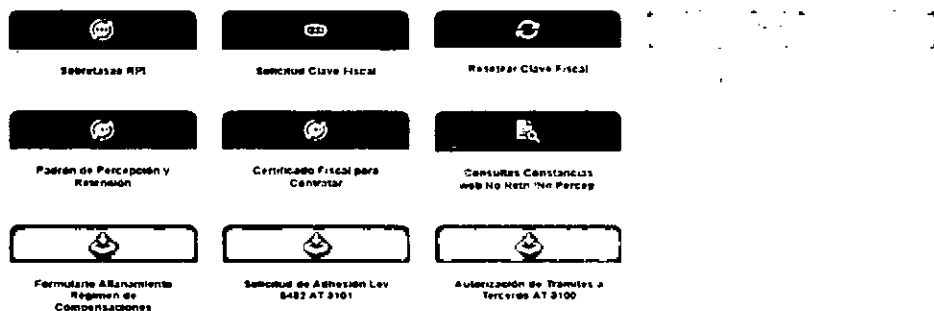 Sobretasas RPI
Solicitud Clave Fiscal
Resetear Clave Fiscal
Padrón de Percepción y
Retención
Certificado Fiscal para
Contratar
Consultas Constancias
web No Retn /No Percep
Formulario Allanamiento
Régimen de
Compensaciones
Solicitud de Adhesión Ley
6482 AT 3101
Autorización de Trámites a
Terceros AT 3100